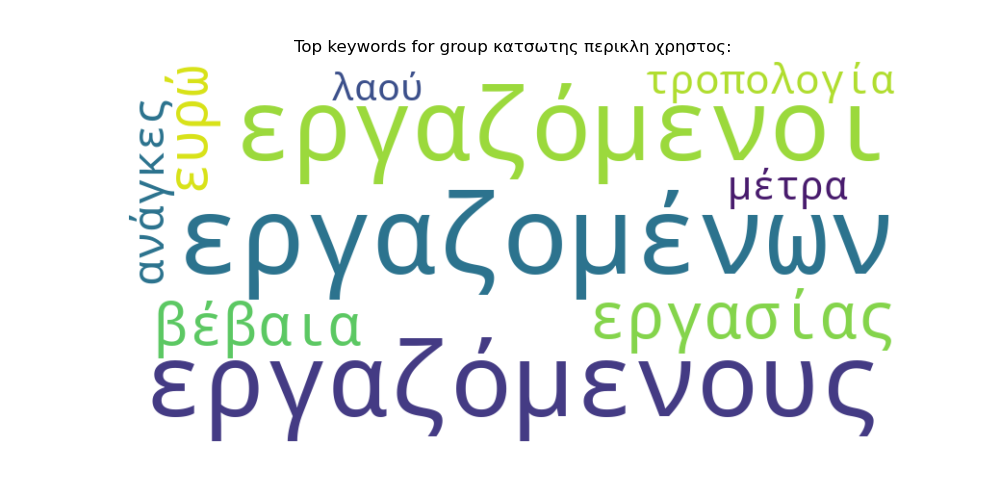 Top keywords for group κατσωτης περικλη χρηστος:
λαού
τροπολογία
ευρώ
εργαζόμενοι
ανάγκες
μέτρα
εργαζομένων
βέβαια
εργασίας
εργαζόμενους